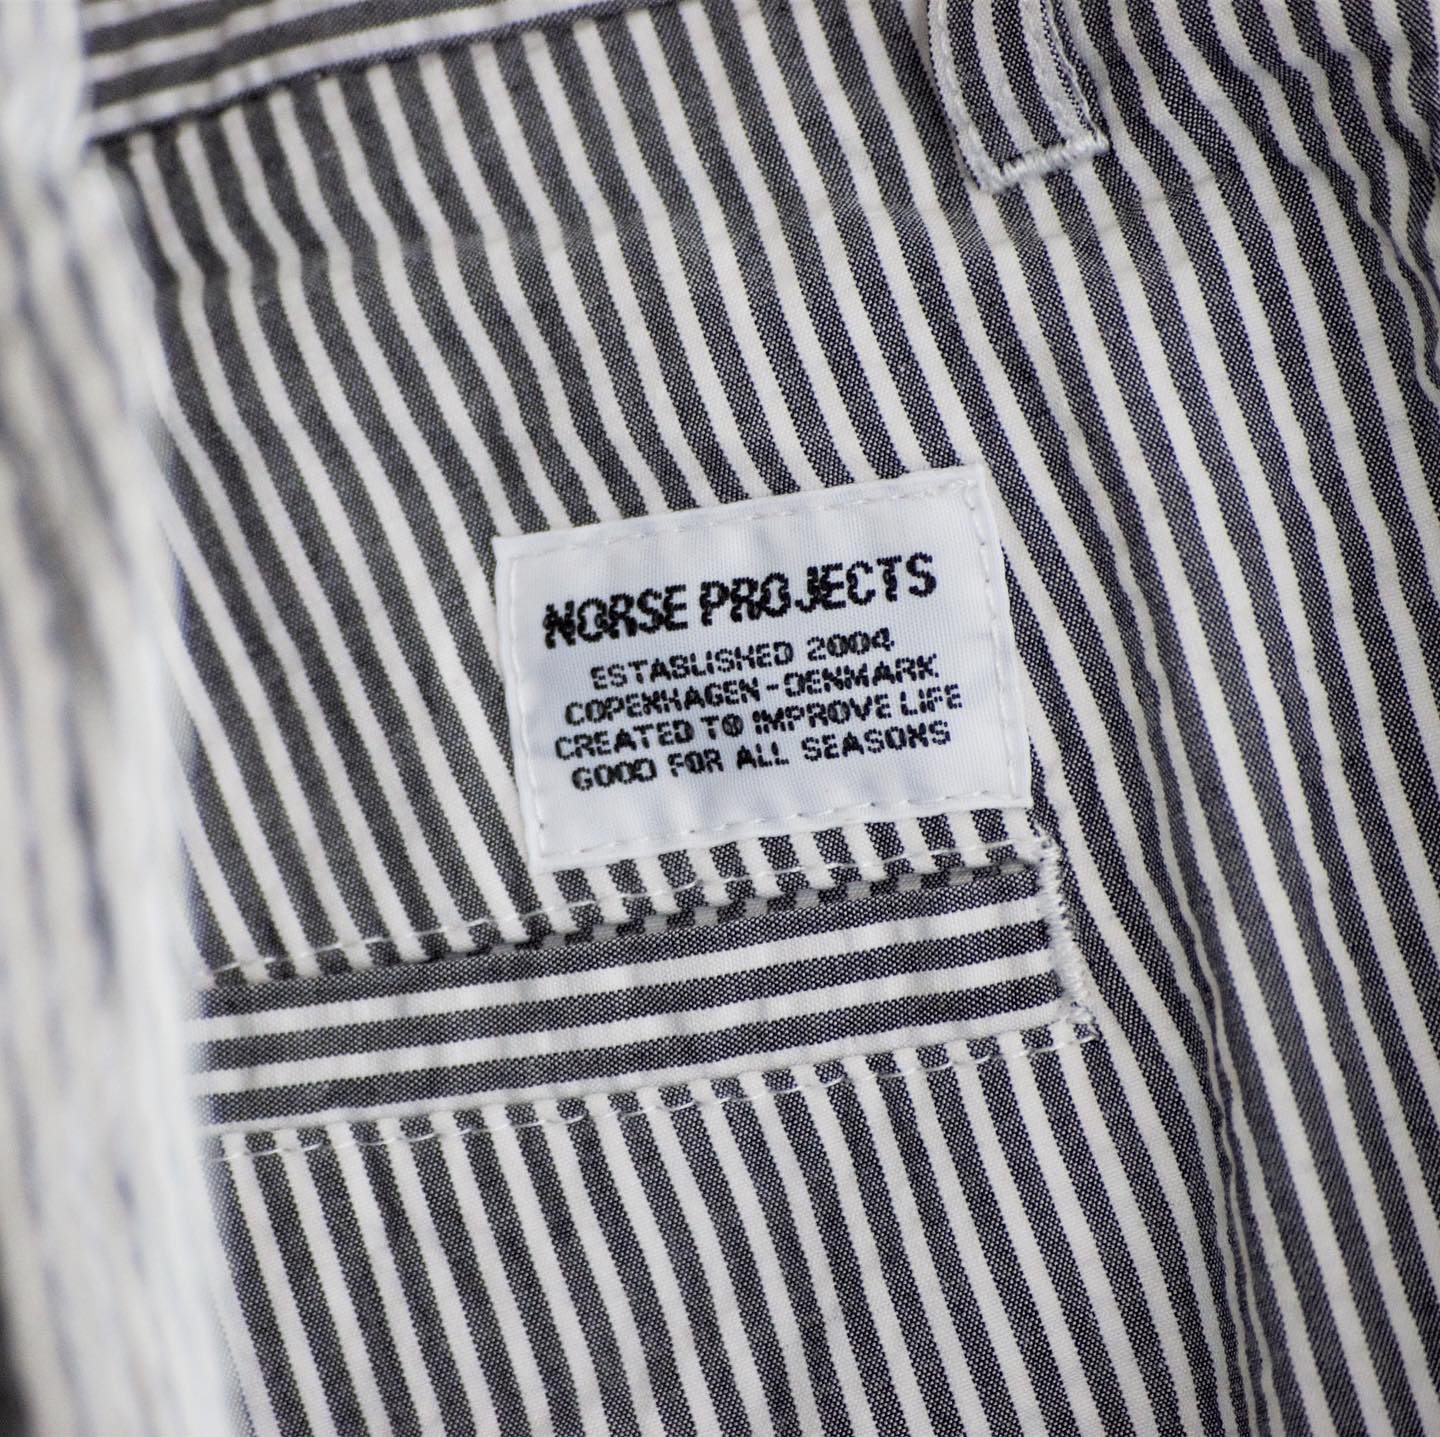 NORSE PROJECTS
ESTABLISHED 2004
COPENHAGEN - DENMARK
CREATED TO IMPROVE LIFE
GOOD FOR ALL SEASONS